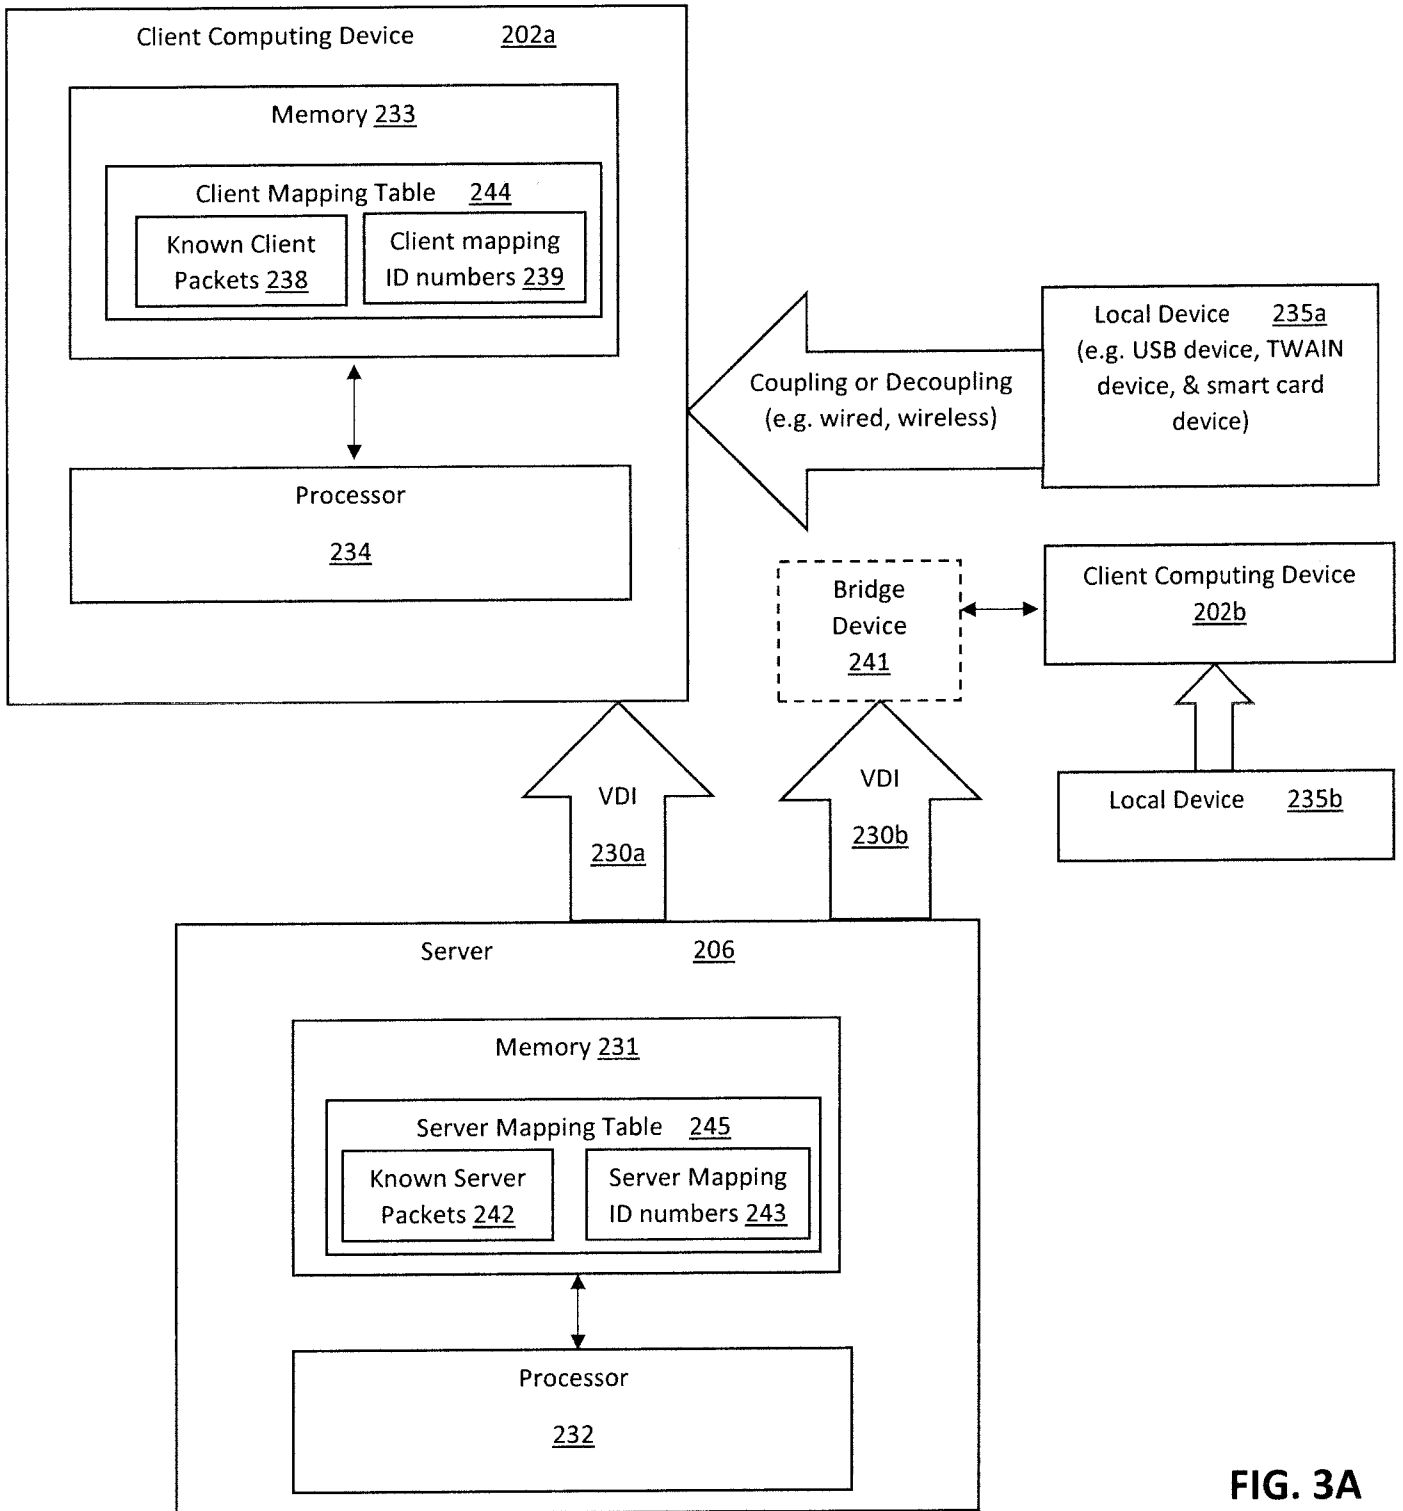 Client Computing Device 202a
Memory 233
Client Mapping Table 244
Known Client
Packets 238
Client mapping
ID numbers 239
Processor
234
Coupling or Decoupling
(e.g. wired, wireless)
Local Device 235a
(e.g. USB device, TWAIN
device, & smart card
device)
Bridge
Device
241
Client Computing Device
202b
Local Device 235b
VDI
230a
VDI
230b
Server 206
Memory 231
Server Mapping Table 245
Known Server
Packets 242
Server Mapping
ID numbers 243
Processor
232
FIG. 3A